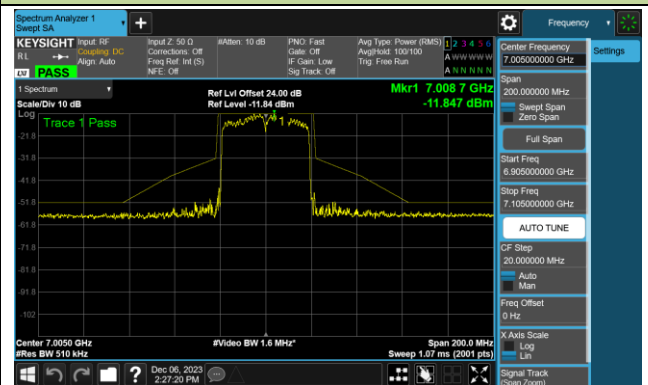 Spectrum Analyzer 1
Swept SA
Frequency
KEYSIGHT Input: RF
RL Coupling: DC
Align: Auto
LXI PASS
Input Z: 50 Ω
Corrections: Off
Freq Ref: Int (S)
NFE: Off
#Atten: 10 dB
PNO: Fast
Gate: Off
IF Gain: Low
Sig Track: Off
Avg Type: Power (RMS)
Avg|Hold: 100/100
Trig: Free Run
1 2 3 4 5 6
A W W W W W
A N N N N N
1 Spectrum
Scale/Div 10 dB
Ref Lvl Offset 24.00 dB
Ref Level -11.84 dBm
Mkr1 7.008 7 GHz
-11.847 dBm
Log
Trace 1 Pass
1
-21.8
-31.8
-41.8
-51.8
-61.8
-71.8
-81.8
-91.8
-102
Center 7.0050 GHz
#Res BW 510 kHz
#Video BW 1.6 MHz*
Span 200.0 MHz
Sweep 1.07 ms (2001 pts)
Dec 06, 2023
2:27:20 PM
Center Frequency
7.005000000 GHz
Settings
Span
200.000000 MHz
Swept Span
Zero Span
Full Span
Start Freq
6.905000000 GHz
Stop Freq
7.105000000 GHz
AUTO TUNE
CF Step
20.000000 MHz
Auto
Man
Freq Offset
0 Hz
X Axis Scale
Log
Lin
Signal Track
(Span Zoom)